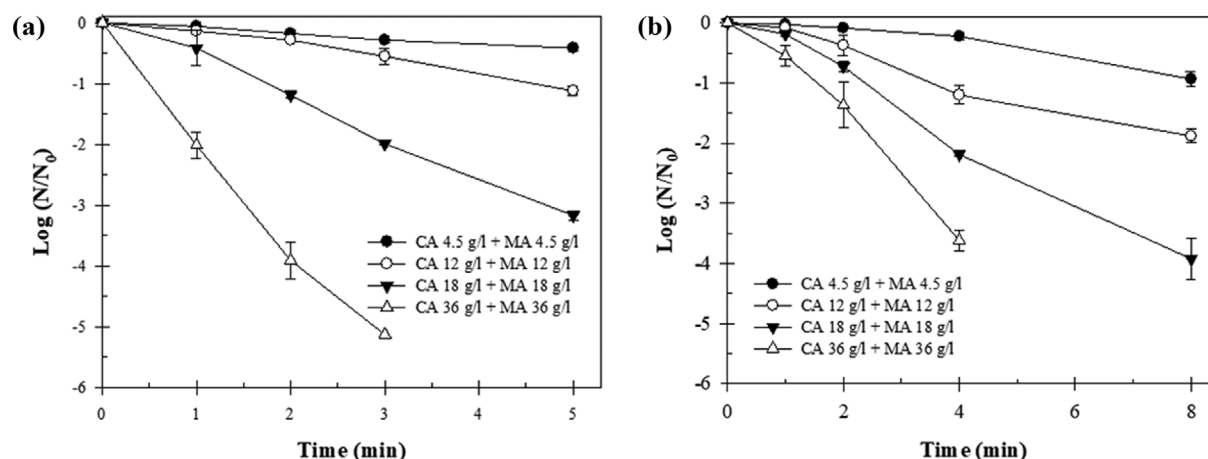 (a)
0
-1
-2
-3
-4
-5
-6
Log (N/N0)
CA 4.5 g/l + MA 4.5 g/l
CA 12 g/l + MA 12 g/l
CA 18 g/l + MA 18 g/l
CA 36 g/l + MA 36 g/l
0 1 2 3 5
Time (min)
(b)
0
-1
-2
-3
-4
-5
-6
Log (N/N0)
CA 4.5 g/l + MA 4.5 g/l
CA 12 g/l + MA 12 g/l
CA 18 g/l + MA 18 g/l
CA 36 g/l + MA 36 g/l
0 2 4 6 8
Time (min)